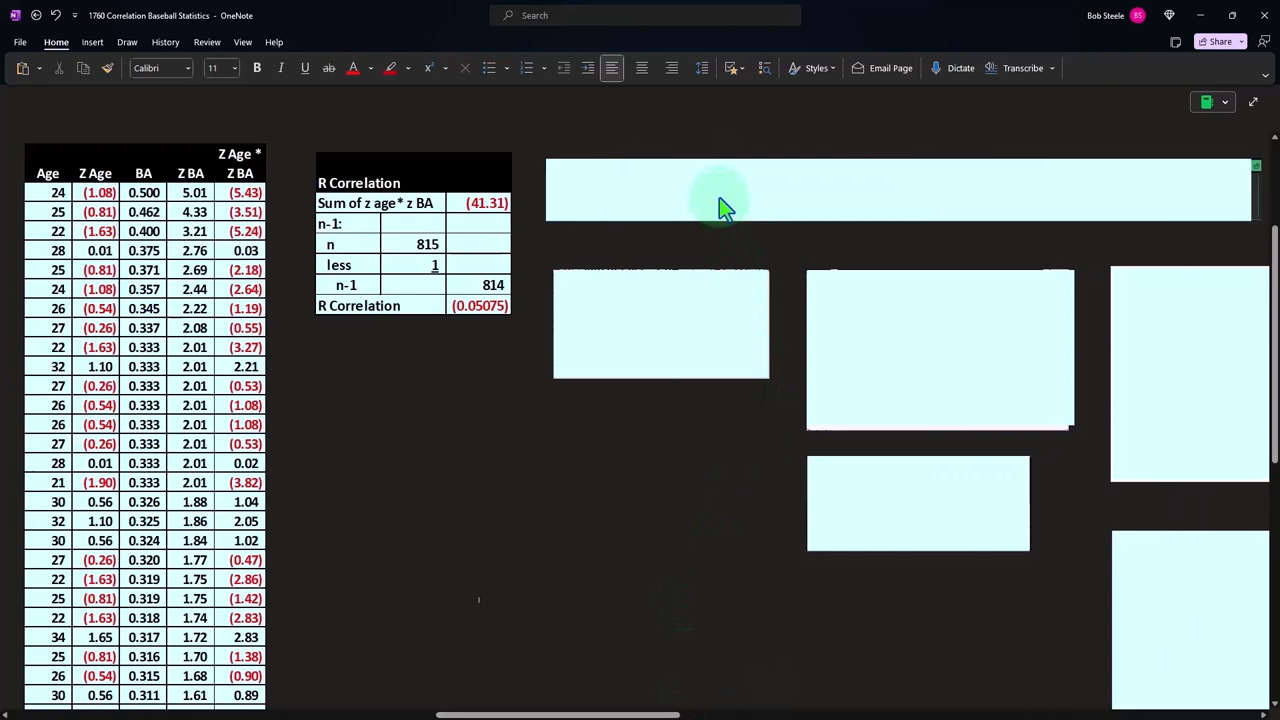 1760 Correlation Baseball Statistics - OneNote
Search
Bob Steele BS
File Home Insert Draw History Review View Help
Share
Calibri 11 B I U ab A Styles Email Page Dictate Transcribe
Z Age *
Age Z Age BA Z BA Z BA
24 (1.08) 0.500 5.01 (5.43)
25 (0.81) 0.462 4.33 (3.51)
22 (1.63) 0.400 3.21 (5.24)
28 0.01 0.375 2.76 0.03
25 (0.81) 0.371 2.69 (2.18)
24 (1.08) 0.357 2.44 (2.64)
26 (0.54) 0.345 2.22 (1.19)
27 (0.26) 0.337 2.08 (0.55)
22 (1.63) 0.333 2.01 (3.27)
32 1.10 0.333 2.01 2.21
27 (0.26) 0.333 2.01 (0.53)
26 (0.54) 0.333 2.01 (1.08)
26 (0.54) 0.333 2.01 (1.08)
27 (0.26) 0.333 2.01 (0.53)
28 0.01 0.333 2.01 0.02
21 (1.90) 0.333 2.01 (3.82)
30 0.56 0.326 1.88 1.04
32 1.10 0.325 1.86 2.05
30 0.56 0.324 1.84 1.02
27 (0.26) 0.320 1.77 (0.47)
22 (1.63) 0.319 1.75 (2.86)
25 (0.81) 0.319 1.75 (1.42)
22 (1.63) 0.318 1.74 (2.83)
34 1.65 0.317 1.72 2.83
25 (0.81) 0.316 1.70 (1.38)
26 (0.54) 0.315 1.68 (0.90)
30 0.56 0.311 1.61 0.89
R Correlation
Sum of z age* z BA (41.31)
n-1:
n 815
less 1
n-1 814
R Correlation (0.05075)